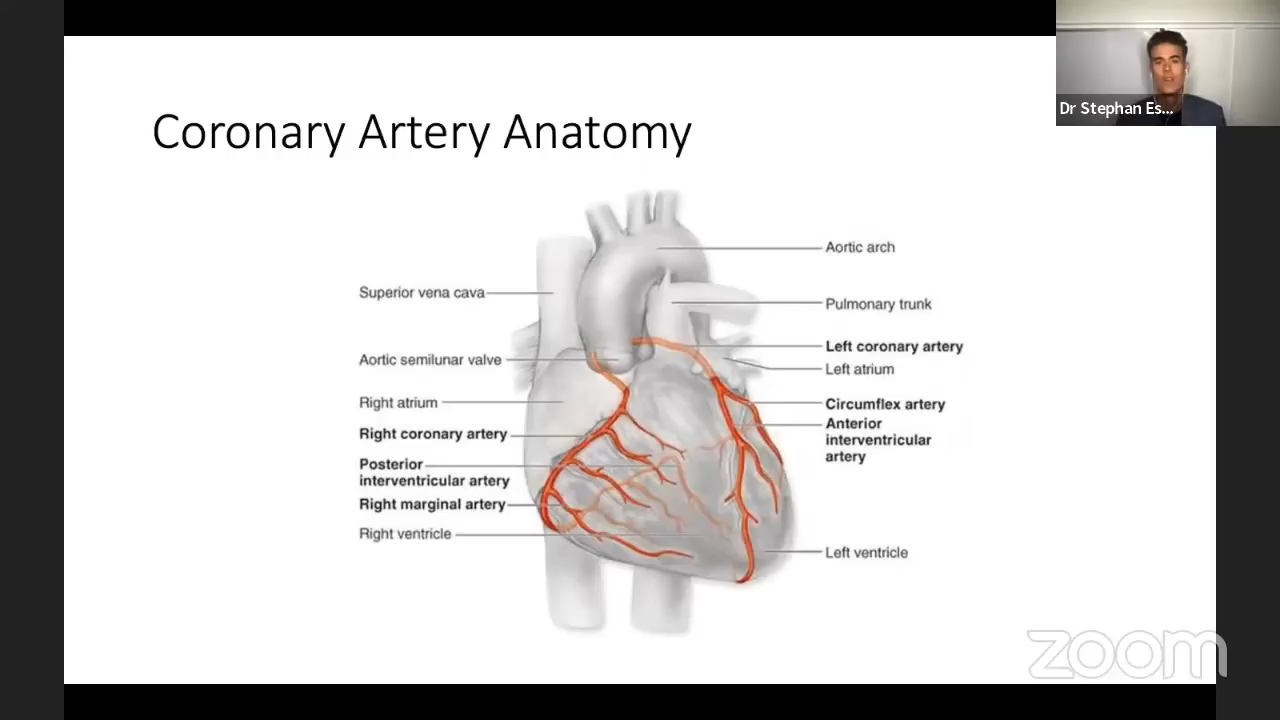 Dr Stephan Es...
Coronary Artery Anatomy
Aortic arch
Superior vena cava
Pulmonary trunk
Left coronary artery
Aortic semilunar valve
Left atrium
Right atrium
Circumflex artery
Anterior
interventricular
artery
Right coronary artery
Posterior
interventricular artery
Right marginal artery
Right ventricle
Left ventricle
zoom